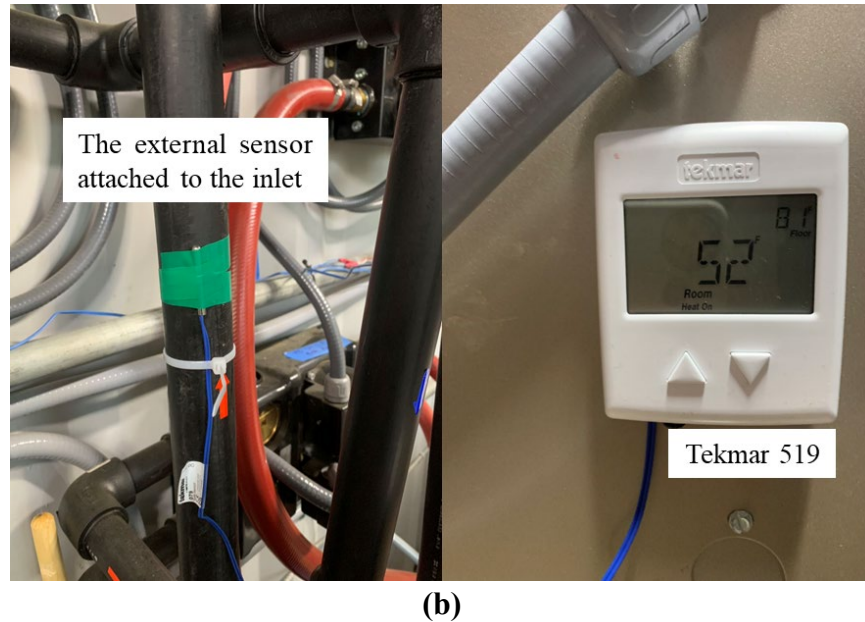 The external sensor
attached to the inlet
tekmar
81°F
Floor
52°F
Room
Heat On
Tekmar 519
(b)